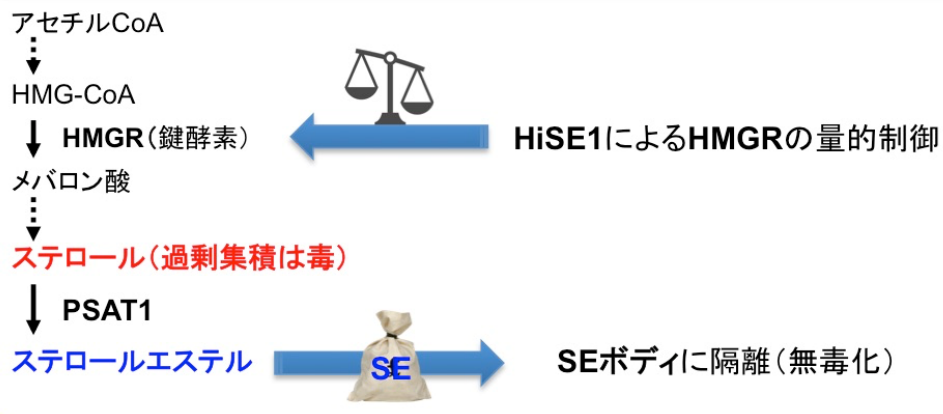 アセチルCoA
HMG-CoA
HMGR（鍵酵素）
HiSE1によるHMGRの量的制御
メバロン酸
ステロール（過剰集積は毒）
PSAT1
ステロールエステル
SE
SEボディに隔離（無毒化）